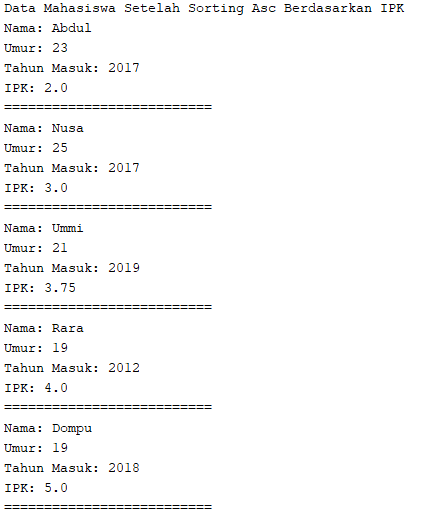 Data Mahasiswa Setelah Sorting Asc Berdasarkan IPK
Nama: Abdul
Umur: 23
Tahun Masuk: 2017
IPK: 2.0
==========================
Nama: Nusa
Umur: 25
Tahun Masuk: 2017
IPK: 3.0
==========================
Nama: Ummi
Umur: 21
Tahun Masuk: 2019
IPK: 3.75
==========================
Nama: Rara
Umur: 19
Tahun Masuk: 2012
IPK: 4.0
==========================
Nama: Dompu
Umur: 19
Tahun Masuk: 2018
IPK: 5.0
==========================